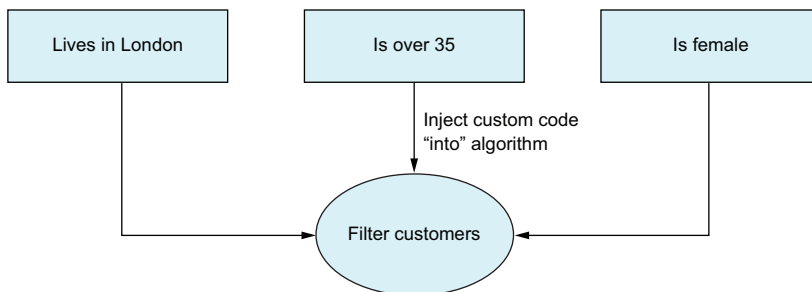 Lives in London
Is over 35
Is female
Inject custom code
“into” algorithm
Filter customers